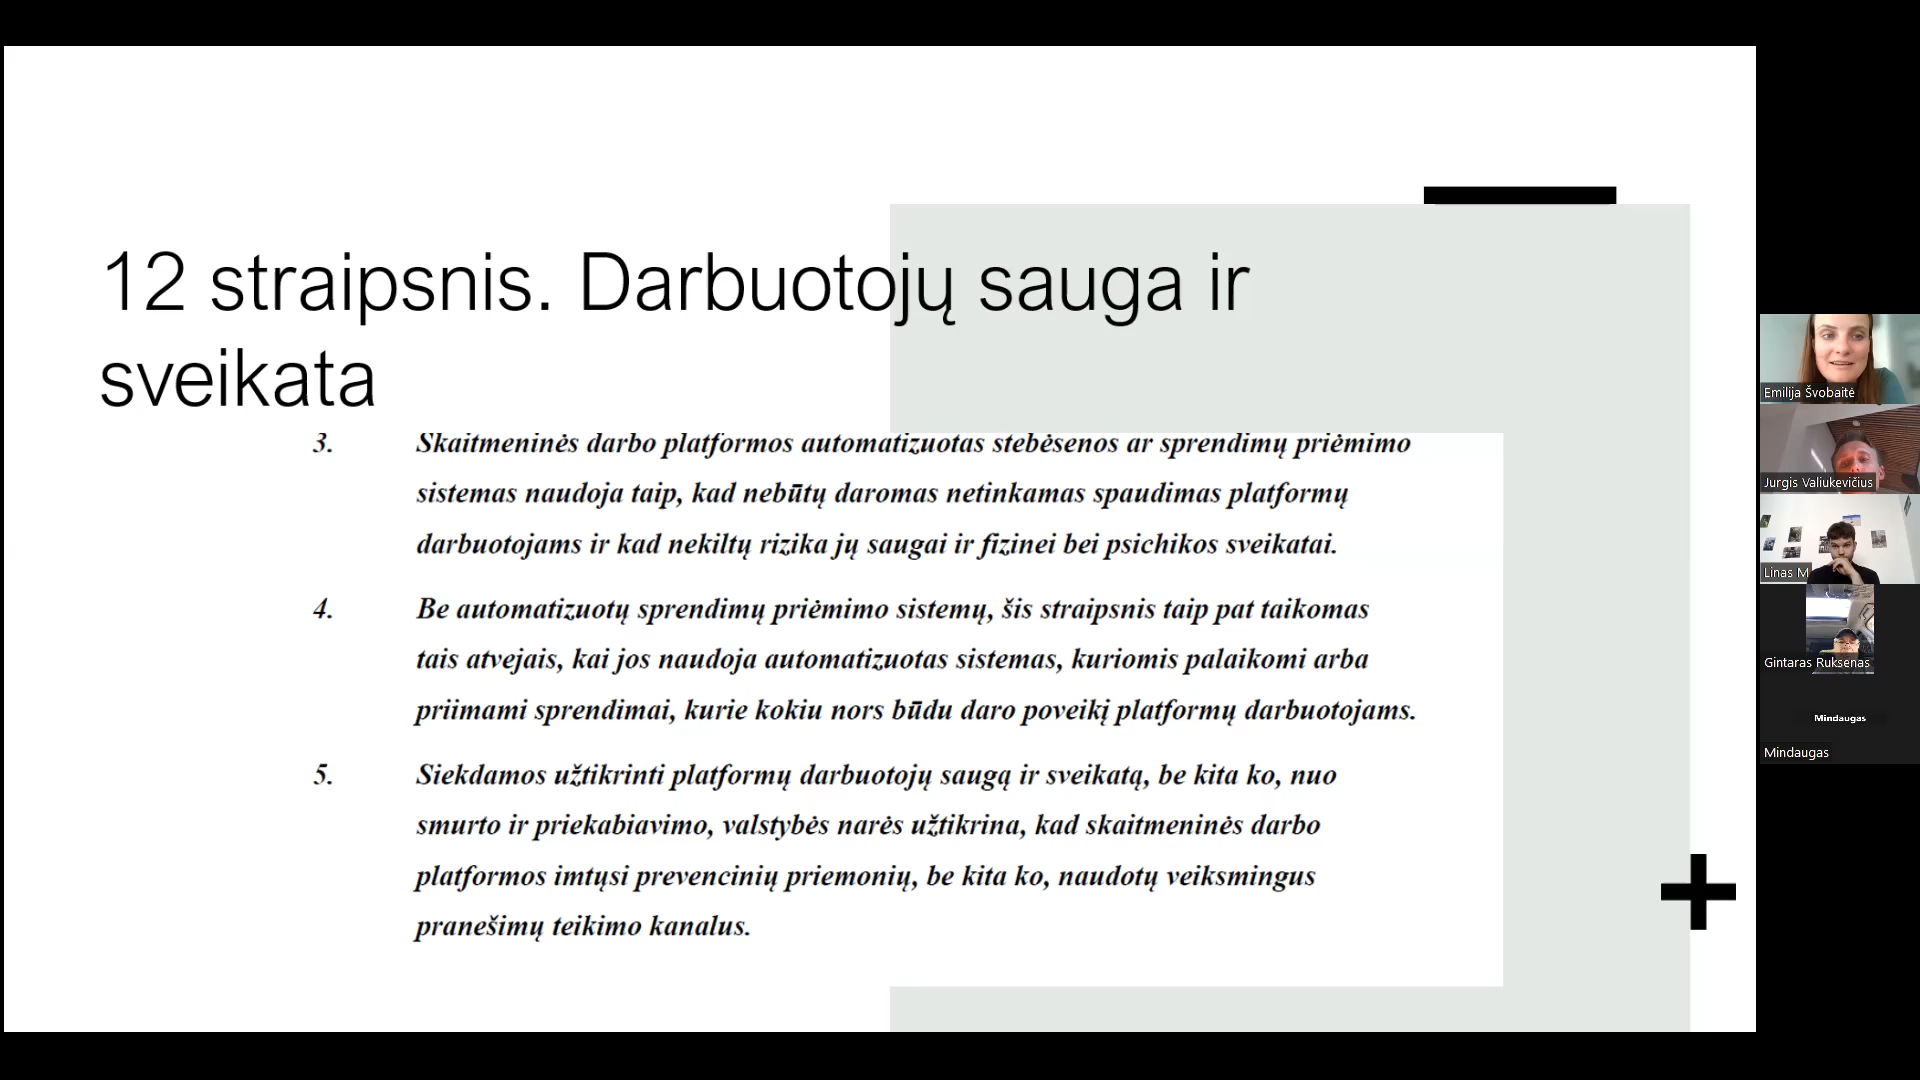 12 straipsnis. Darbuotojų sauga ir
sveikata
3. Skaitmeninės darbo platformos automatizuotas stebėsenos ar sprendimų priėmimo
sistemas naudoja taip, kad nebūtų daromas netinkamas spaudimas platformų
darbuotojams ir kad nekiltų rizika jų saugai ir fizinei bei psichikos sveikatai.
4. Be automatizuotų sprendimų priėmimo sistemų, šis straipsnis taip pat taikomas
tais atvejais, kai jos naudoja automatizuotas sistemas, kuriomis palaikomi arba
priimami sprendimai, kurie kokiu nors būdu daro poveikį platformų darbuotojams.
5. Siekdamos užtikrinti platformų darbuotojų saugą ir sveikatą, be kita ko, nuo
smurto ir priekabiavimo, valstybės narės užtikrina, kad skaitmeninės darbo
platformos imtųsi prevencinių priemonių, be kita ko, naudotų veiksmingus
pranešimų teikimo kanalus.
Emilija Švobaitė
Jurgis Valiukevičius
Linas M
Gintaras Ruksenas
Mindaugas
Mindaugas